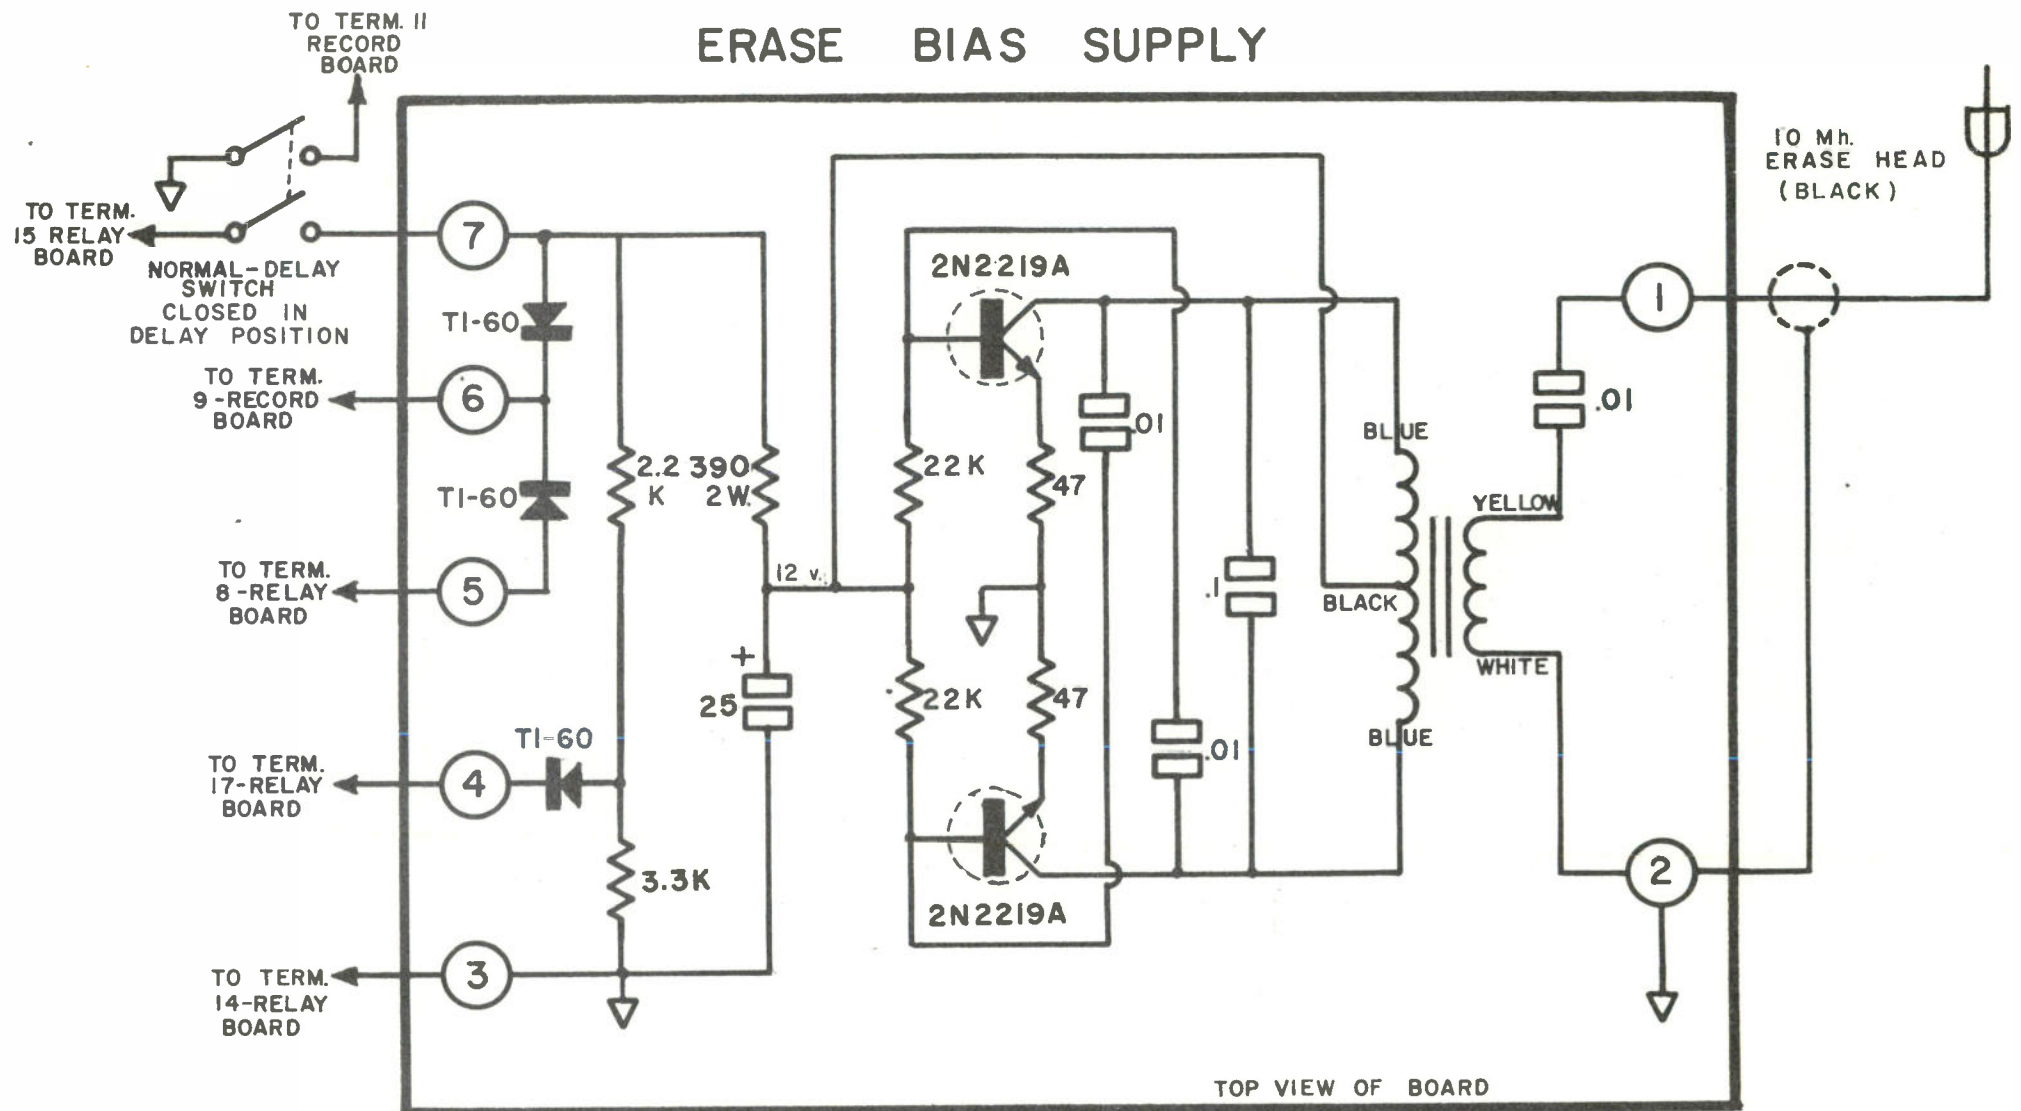 ERASE BIAS SUPPLY
TO TERM. 11
RECORD
BOARD
TO TERM.
15 RELAY
BOARD
NORMAL-DELAY
SWITCH
CLOSED IN
DELAY POSITION
7
TI-60
TO TERM.
9-RECORD
BOARD
6
TI-60
TO TERM.
8-RELAY
BOARD
5
TI-60
TO TERM.
17-RELAY
BOARD
4
TO TERM.
14-RELAY
BOARD
3
2.2
K
390
2W.
3.3K
12 v.
+
25
2N2219A
22K
47
.01
22K
47
.01
.1
2N2219A
BLUE
BLACK
BLUE
YELLOW
WHITE
.01
1
2
10 Mh.
ERASE HEAD
(BLACK)
TOP VIEW OF BOARD